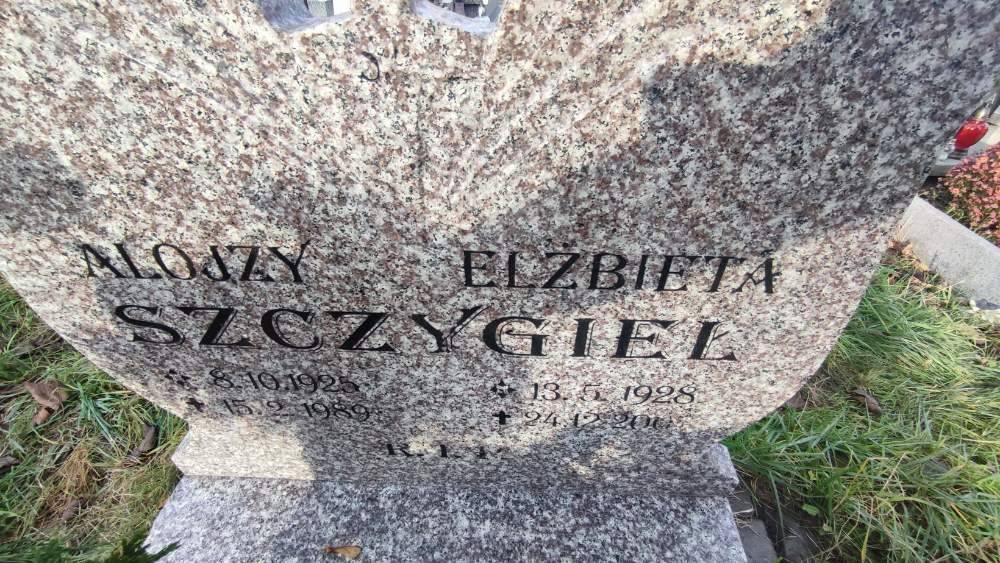 ALOJZY ELŻBIETA
SZCZYGIEŁ
8.10.1925 13.5.1928
15.2.1989
R.I.P.